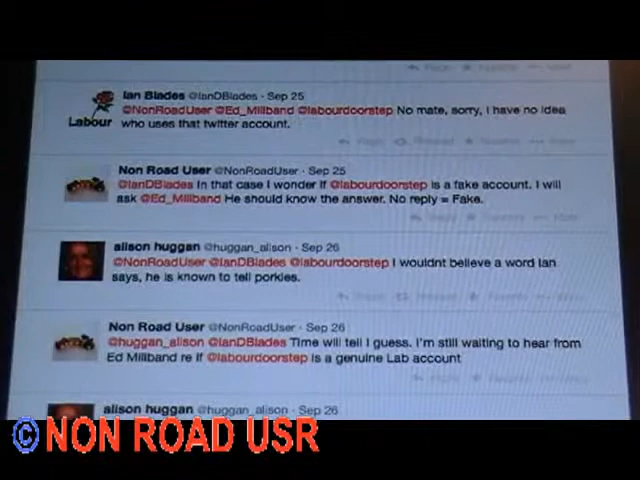 Ian Blades @IanDBlades · Sep 25
@NonRoadUser @Ed_Miliband @labourdoorstep No mate, sorry, I have no idea
Labour who uses that twitter account.
Non Road User @NonRoadUser · Sep 25
@IanDBlades In that case I wonder if @labourdoorstep is a fake account. I will
ask @Ed_Miliband He should know the answer. No reply = Fake.
alison huggan @huggan_alison · Sep 26
@NonRoadUser @IanDBlades @labourdoorstep I wouldnt believe a word Ian
says, he is known to tell porkies.
Non Road User @NonRoadUser · Sep 26
@huggan_alison @IanDBlades Time will tell I guess. I'm still waiting to hear from
Ed Miliband re if @labourdoorstep is a genuine Lab account
alison huggan @huggan_alison · Sep 26
© NON ROAD USR